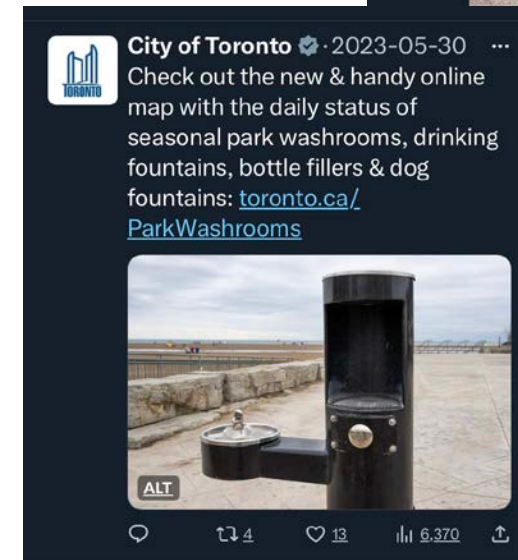 City of Toronto · 2023-05-30 ...
TORONTO
Check out the new & handy online
map with the daily status of
seasonal park washrooms, drinking
fountains, bottle fillers & dog
fountains: toronto.ca/
ParkWashrooms
ALT
4 13 6,370